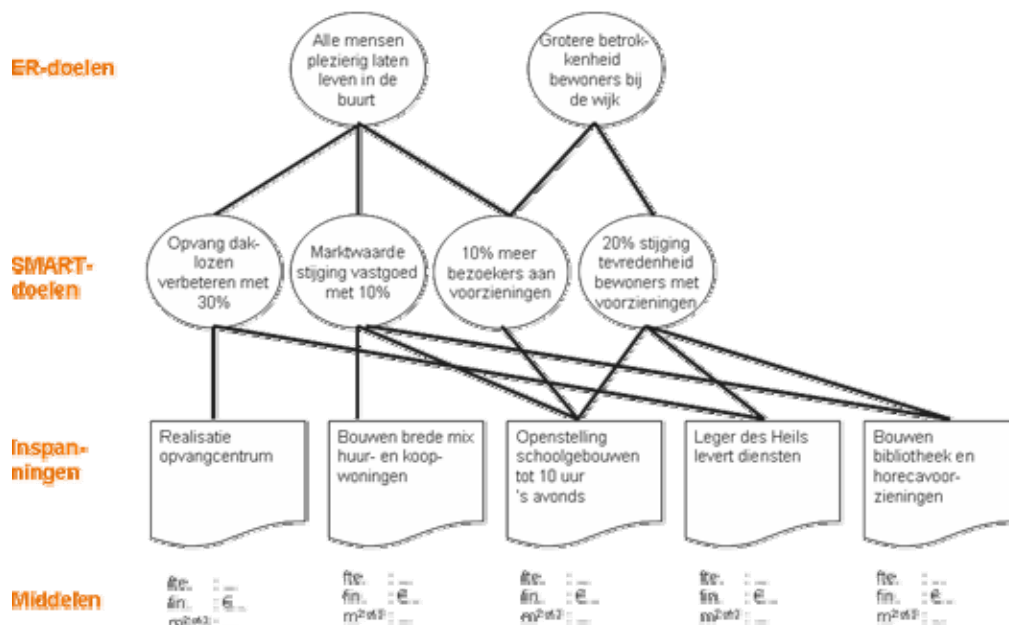 ER-doelen
Alle mensen
plezierig laten
leven in de
buurt
Grotere betrok-
kenheid
bewoners bij
de wijk
SMART-
doelen
Opvang dak-
lozen
verbeteren met
30%
Marktwaarde
stijging vastgoed
met 10%
10% meer
bezoekers aan
voorzieningen
20% stijging
tevredenheid
bewoners met
voorzieningen
Inspan-
ningen
Realisatie
opvangcentrum
Bouwen brede mix
huur- en koop-
woningen
Openstelling
schoolgebouwen
tot 10 uur
's avonds
Leger des Heils
levert diensten
Bouwen
bibliotheek en
horecavoor-
zieningen
Middelen
fte. : ...
fin. : €...
fte. : ...
fin. : €...
fte. : ...
fin. : €...
fte. : ...
fin. : €...
fte. : ...
fin. : €...